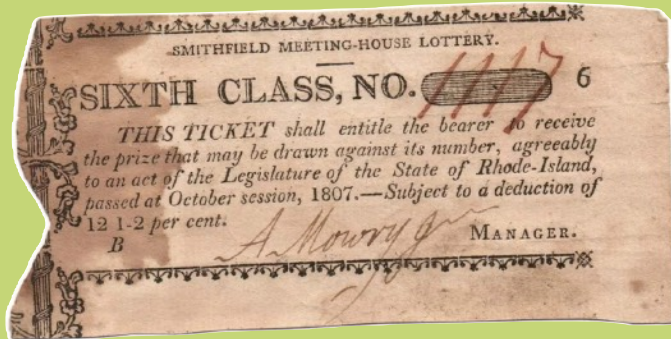 SMITHFIELD MEETING-HOUSE LOTTERY.
SIXTH CLASS, NO. 1117 6
THIS TICKET shall entitle the bearer to receive
the prize that may be drawn against its number, agreeably
to an act of the Legislature of the State of Rhode-Island,
passed at October session, 1807.—Subject to a deduction of
12 1-2 per cent.
B A Mowry Jr MANAGER.